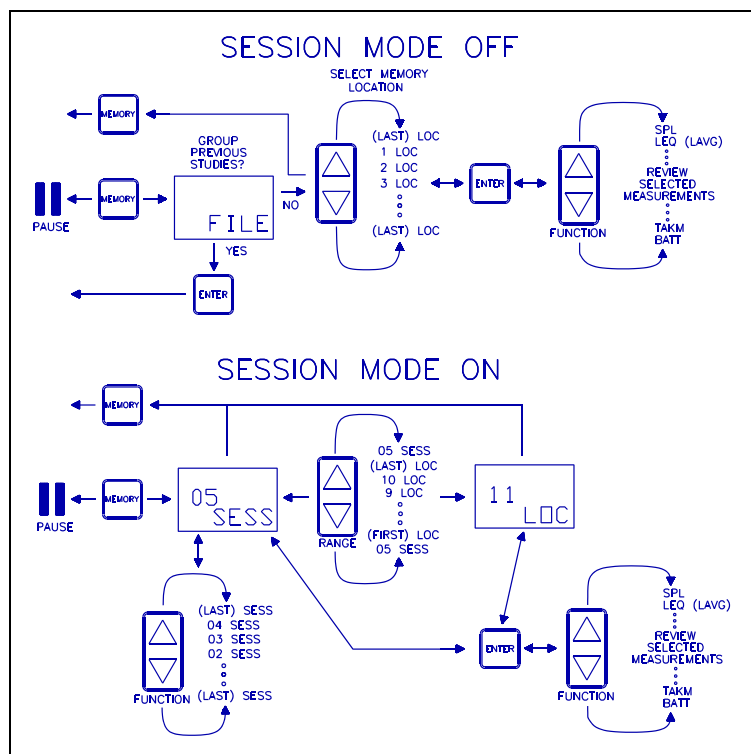 SESSION MODE OFF
SELECT MEMORY
LOCATION
MEMORY
GROUP
PREVIOUS
STUDIES?
(LAST) LOC
1 LOC
2 LOC
3 LOC
(LAST) LOC
PAUSE
MEMORY
FILE
NO
YES
ENTER
ENTER
FUNCTION
SPL
LEQ (LAVG)
REVIEW
SELECTED
MEASUREMENTS
TAKM
BATT
SESSION MODE ON
MEMORY
PAUSE
MEMORY
05
SESS
RANGE
05 SESS
(LAST) LOC
10 LOC
9 LOC
(FIRST) LOC
05 SESS
11
LOC
FUNCTION
(LAST) SESS
04 SESS
03 SESS
02 SESS
(LAST) SESS
ENTER
FUNCTION
SPL
LEQ (LAVG)
REVIEW
SELECTED
MEASUREMENTS
TAKM
BATT